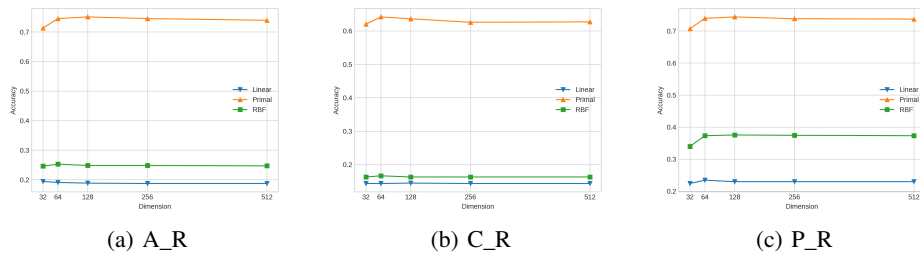 0.7
0.6
0.5
0.4
0.3
0.2
Accuracy
Linear
Primal
RBF
32 64 128 256 512
Dimension
(a) A_R
0.6
0.5
0.4
0.3
0.2
Accuracy
Linear
Primal
RBF
32 64 128 256 512
Dimension
(b) C_R
0.7
0.6
0.5
0.4
0.3
0.2
Accuracy
Linear
Primal
RBF
32 64 128 256 512
Dimension
(c) P_R